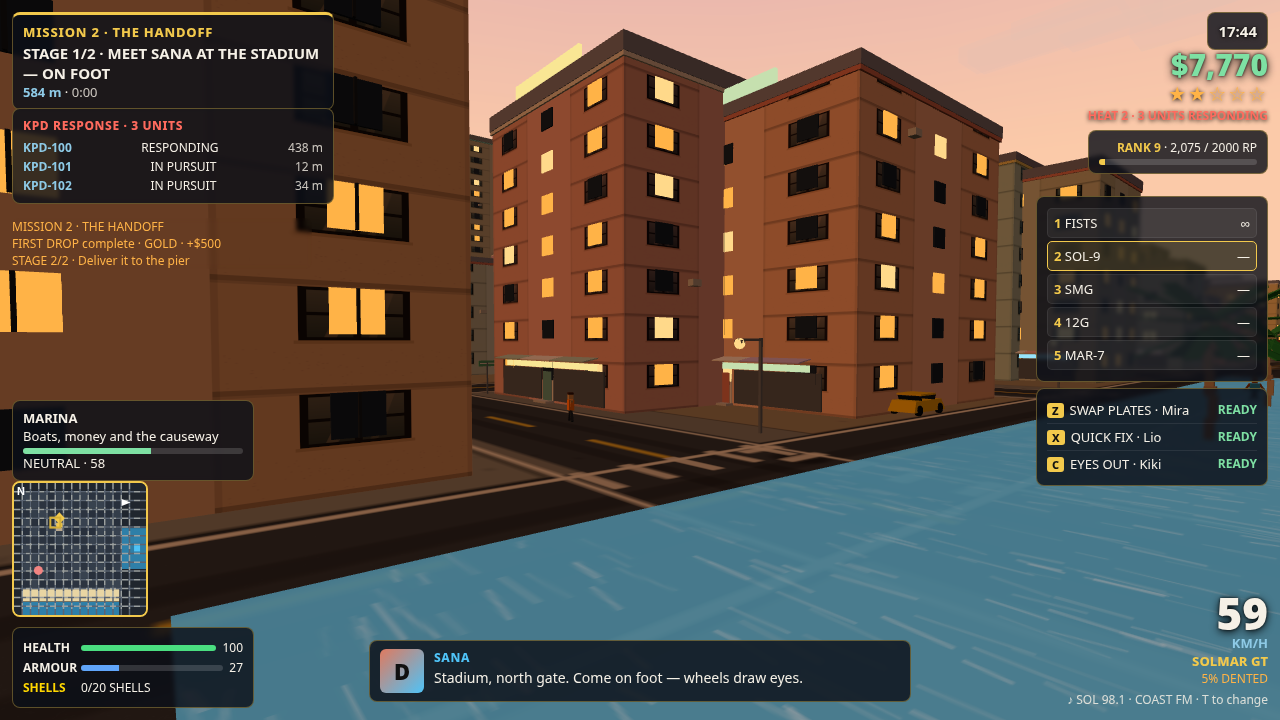 MISSION 2 · THE HANDOFF
STAGE 1/2 · MEET SANA AT THE STADIUM
— ON FOOT
584 m · 0:00
KPD RESPONSE · 3 UNITS
KPD-100 RESPONDING 438 m
KPD-101 IN PURSUIT 12 m
KPD-102 IN PURSUIT 34 m
MISSION 2 · THE HANDOFF
FIRST DROP complete · GOLD · +$500
STAGE 2/2 · Deliver it to the pier
MARINA
Boats, money and the causeway
NEUTRAL · 58
N
HEALTH 100
ARMOUR 27
SHELLS 0/20 SHELLS
D
SANA
Stadium, north gate. Come on foot — wheels draw eyes.
17:44
$7,770
HEAT 2 · 3 UNITS RESPONDING
RANK 9 · 2,075 / 2000 RP
1 FISTS ∞
2 SOL-9 —
3 SMG —
4 12G —
5 MAR-7 —
Z SWAP PLATES · Mira READY
X QUICK FIX · Lio READY
C EYES OUT · Kiki READY
59
KM/H
SOLMAR GT
5% DENTED
♪ SOL 98.1 · COAST FM · T to change